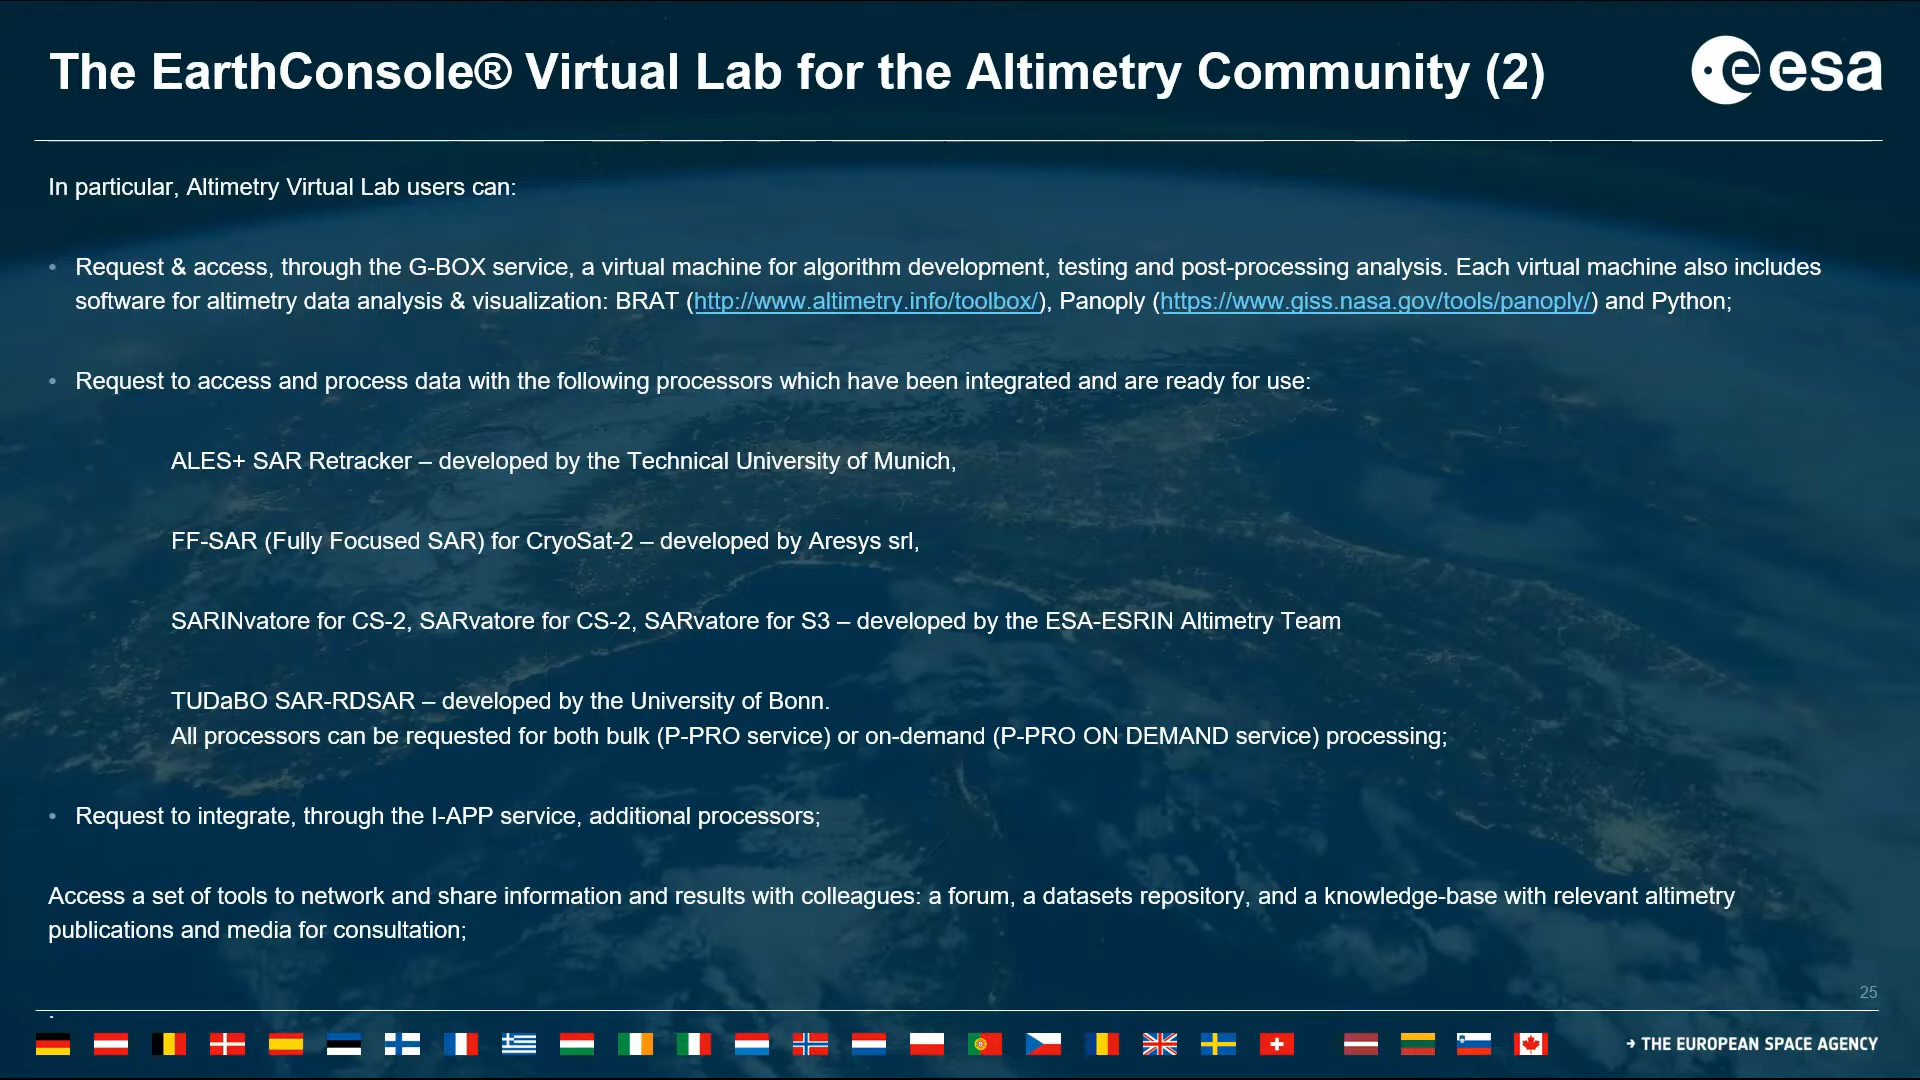 The EarthConsole® Virtual Lab for the Altimetry Community (2)
esa
In particular, Altimetry Virtual Lab users can:
• Request & access, through the G-BOX service, a virtual machine for algorithm development, testing and post-processing analysis. Each virtual machine also includes
software for altimetry data analysis & visualization: BRAT (http://www.altimetry.info/toolbox/), Panoply (https://www.giss.nasa.gov/tools/panoply/) and Python;
• Request to access and process data with the following processors which have been integrated and are ready for use:
ALES+ SAR Retracker – developed by the Technical University of Munich,
FF-SAR (Fully Focused SAR) for CryoSat-2 – developed by Aresys srl,
SARINvatore for CS-2, SARvatore for CS-2, SARvatore for S3 – developed by the ESA-ESRIN Altimetry Team
TUDaBO SAR-RDSAR – developed by the University of Bonn.
All processors can be requested for both bulk (P-PRO service) or on-demand (P-PRO ON DEMAND service) processing;
• Request to integrate, through the I-APP service, additional processors;
Access a set of tools to network and share information and results with colleagues: a forum, a datasets repository, and a knowledge-base with relevant altimetry
publications and media for consultation;
25
.
→ THE EUROPEAN SPACE AGENCY